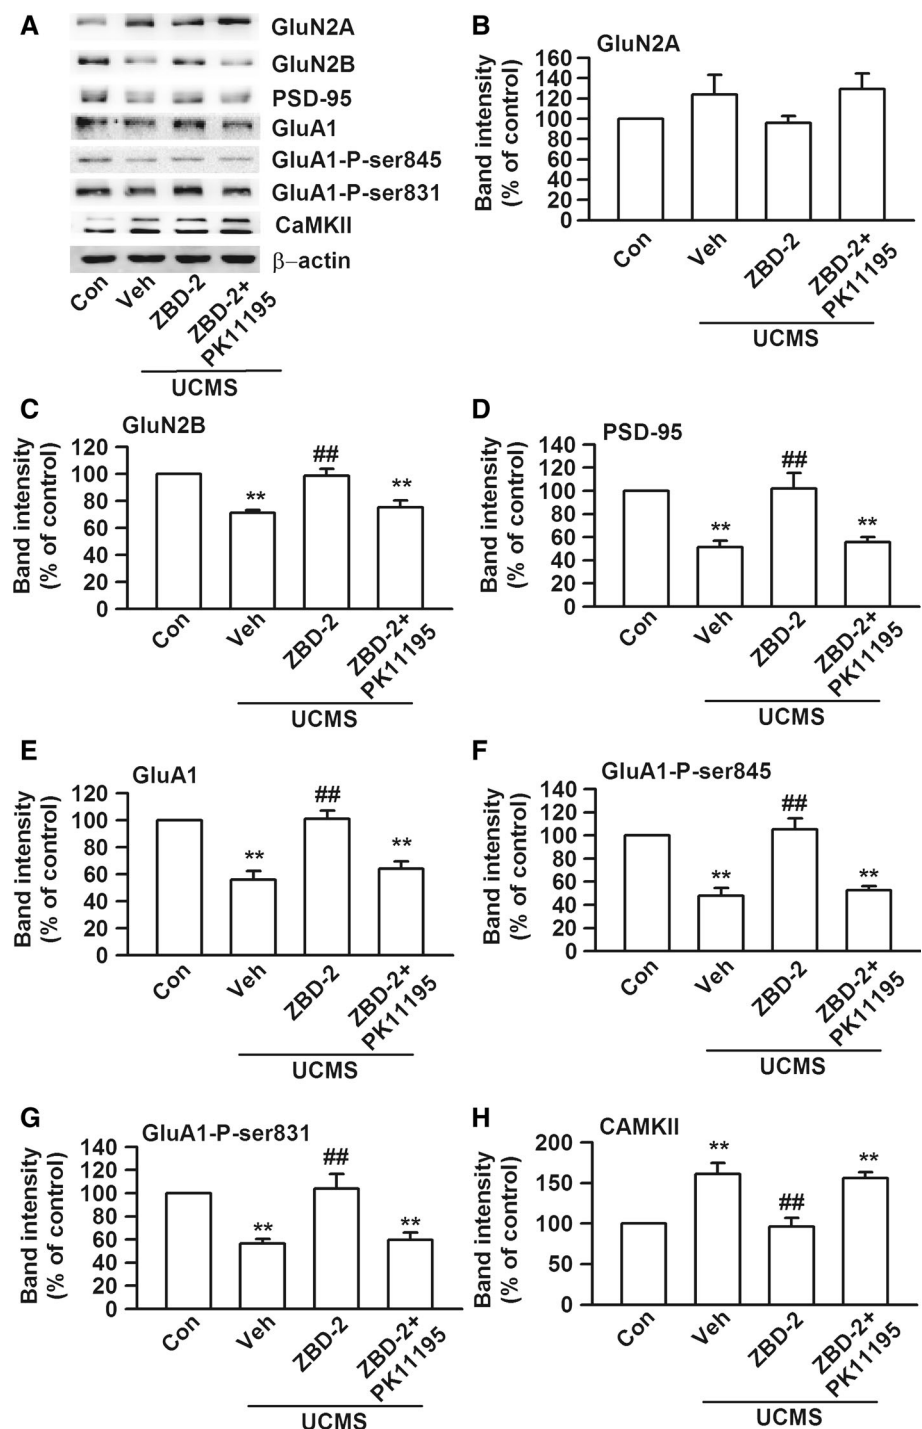 A
GluN2A
GluN2B
PSD-95
GluA1
GluA1-P-ser845
GluA1-P-ser831
CaMKII
β-actin
Con
Veh
ZBD-2
ZBD-2+
PK11195
UCMS
B
GluN2A
Band intensity
(% of control)
160
140
120
100
80
60
40
20
0
Con
Veh
ZBD-2
ZBD-2+
PK11195
UCMS
C
GluN2B
Band intensity
(% of control)
120
100
80
60
40
20
0
**
##
**
Con
Veh
ZBD-2
ZBD-2+
PK11195
UCMS
D
PSD-95
Band intensity
(% of control)
140
120
100
80
60
40
20
0
**
##
**
Con
Veh
ZBD-2
ZBD-2+
PK11195
UCMS
E
GluA1
Band intensity
(% of control)
120
100
80
60
40
20
0
**
##
**
Con
Veh
ZBD-2
ZBD-2+
PK11195
UCMS
F
GluA1-P-ser845
Band intensity
(% of control)
140
120
100
80
60
40
20
0
**
##
**
Con
Veh
ZBD-2
ZBD-2+
PK11195
UCMS
G
GluA1-P-ser831
Band intensity
(% of control)
140
120
100
80
60
40
20
0
**
##
**
Con
Veh
ZBD-2
ZBD-2+
PK11195
UCMS
H
CAMKII
Band intensity
(% of control)
200
150
100
50
0
**
##
**
Con
Veh
ZBD-2
ZBD-2+
PK11195
UCMS